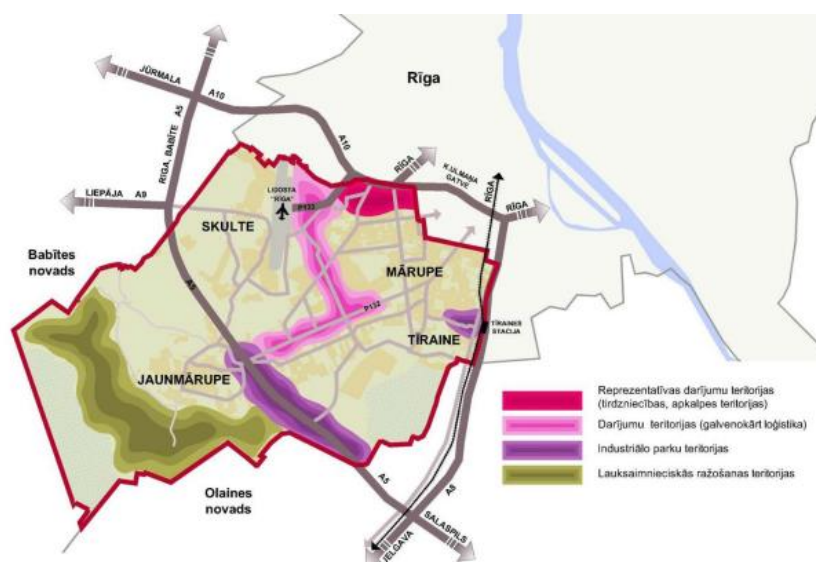 Rīga
JŪRMALA
A10
A5
RĪGA, BABĪTE
A10
RĪGA
K.ULMAŅA
GATVE
RĪGA
RĪGA
LIEPĀJA A9
LIDOSTA
"RĪGA"
P133
SKULTE
Babītes
novads
MĀRUPE
A5
P132
TĪRAINE
TĪRAINES
STACIJA
JAUNMĀRUPE
Reprezentatīvas darījumu teritorijas
(tirdzniecības, apkalpes teritorijas)
Darījumu teritorijas (galvenokārt loģistika)
Industriālo parku teritorijas
Lauksaimnieciskās ražošanas teritorijas
Olaines
novads
A5
A8
SALASPILS
JELGAVA